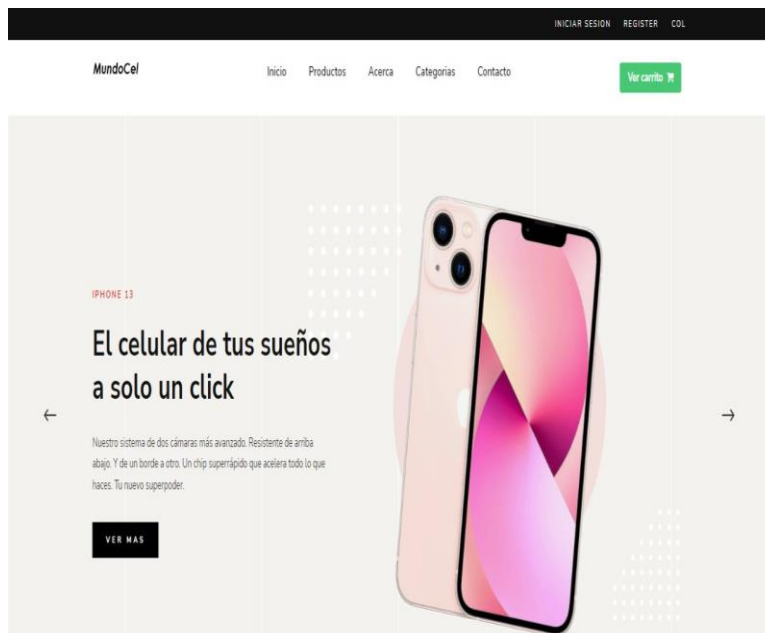 INICIAR SESION REGISTER COL
MundoCel
Inicio Productos Acerca Categorias Contacto
Ver carrito
IPHONE 13
El celular de tus sueños
a solo un click
Nuestro sistema de dos cámaras más avanzado. Resistente de arriba
abajo. Y de un borde a otro. Un chip superrápido que acelera todo lo que
haces. Tu nuevo superpoder.
VER MAS